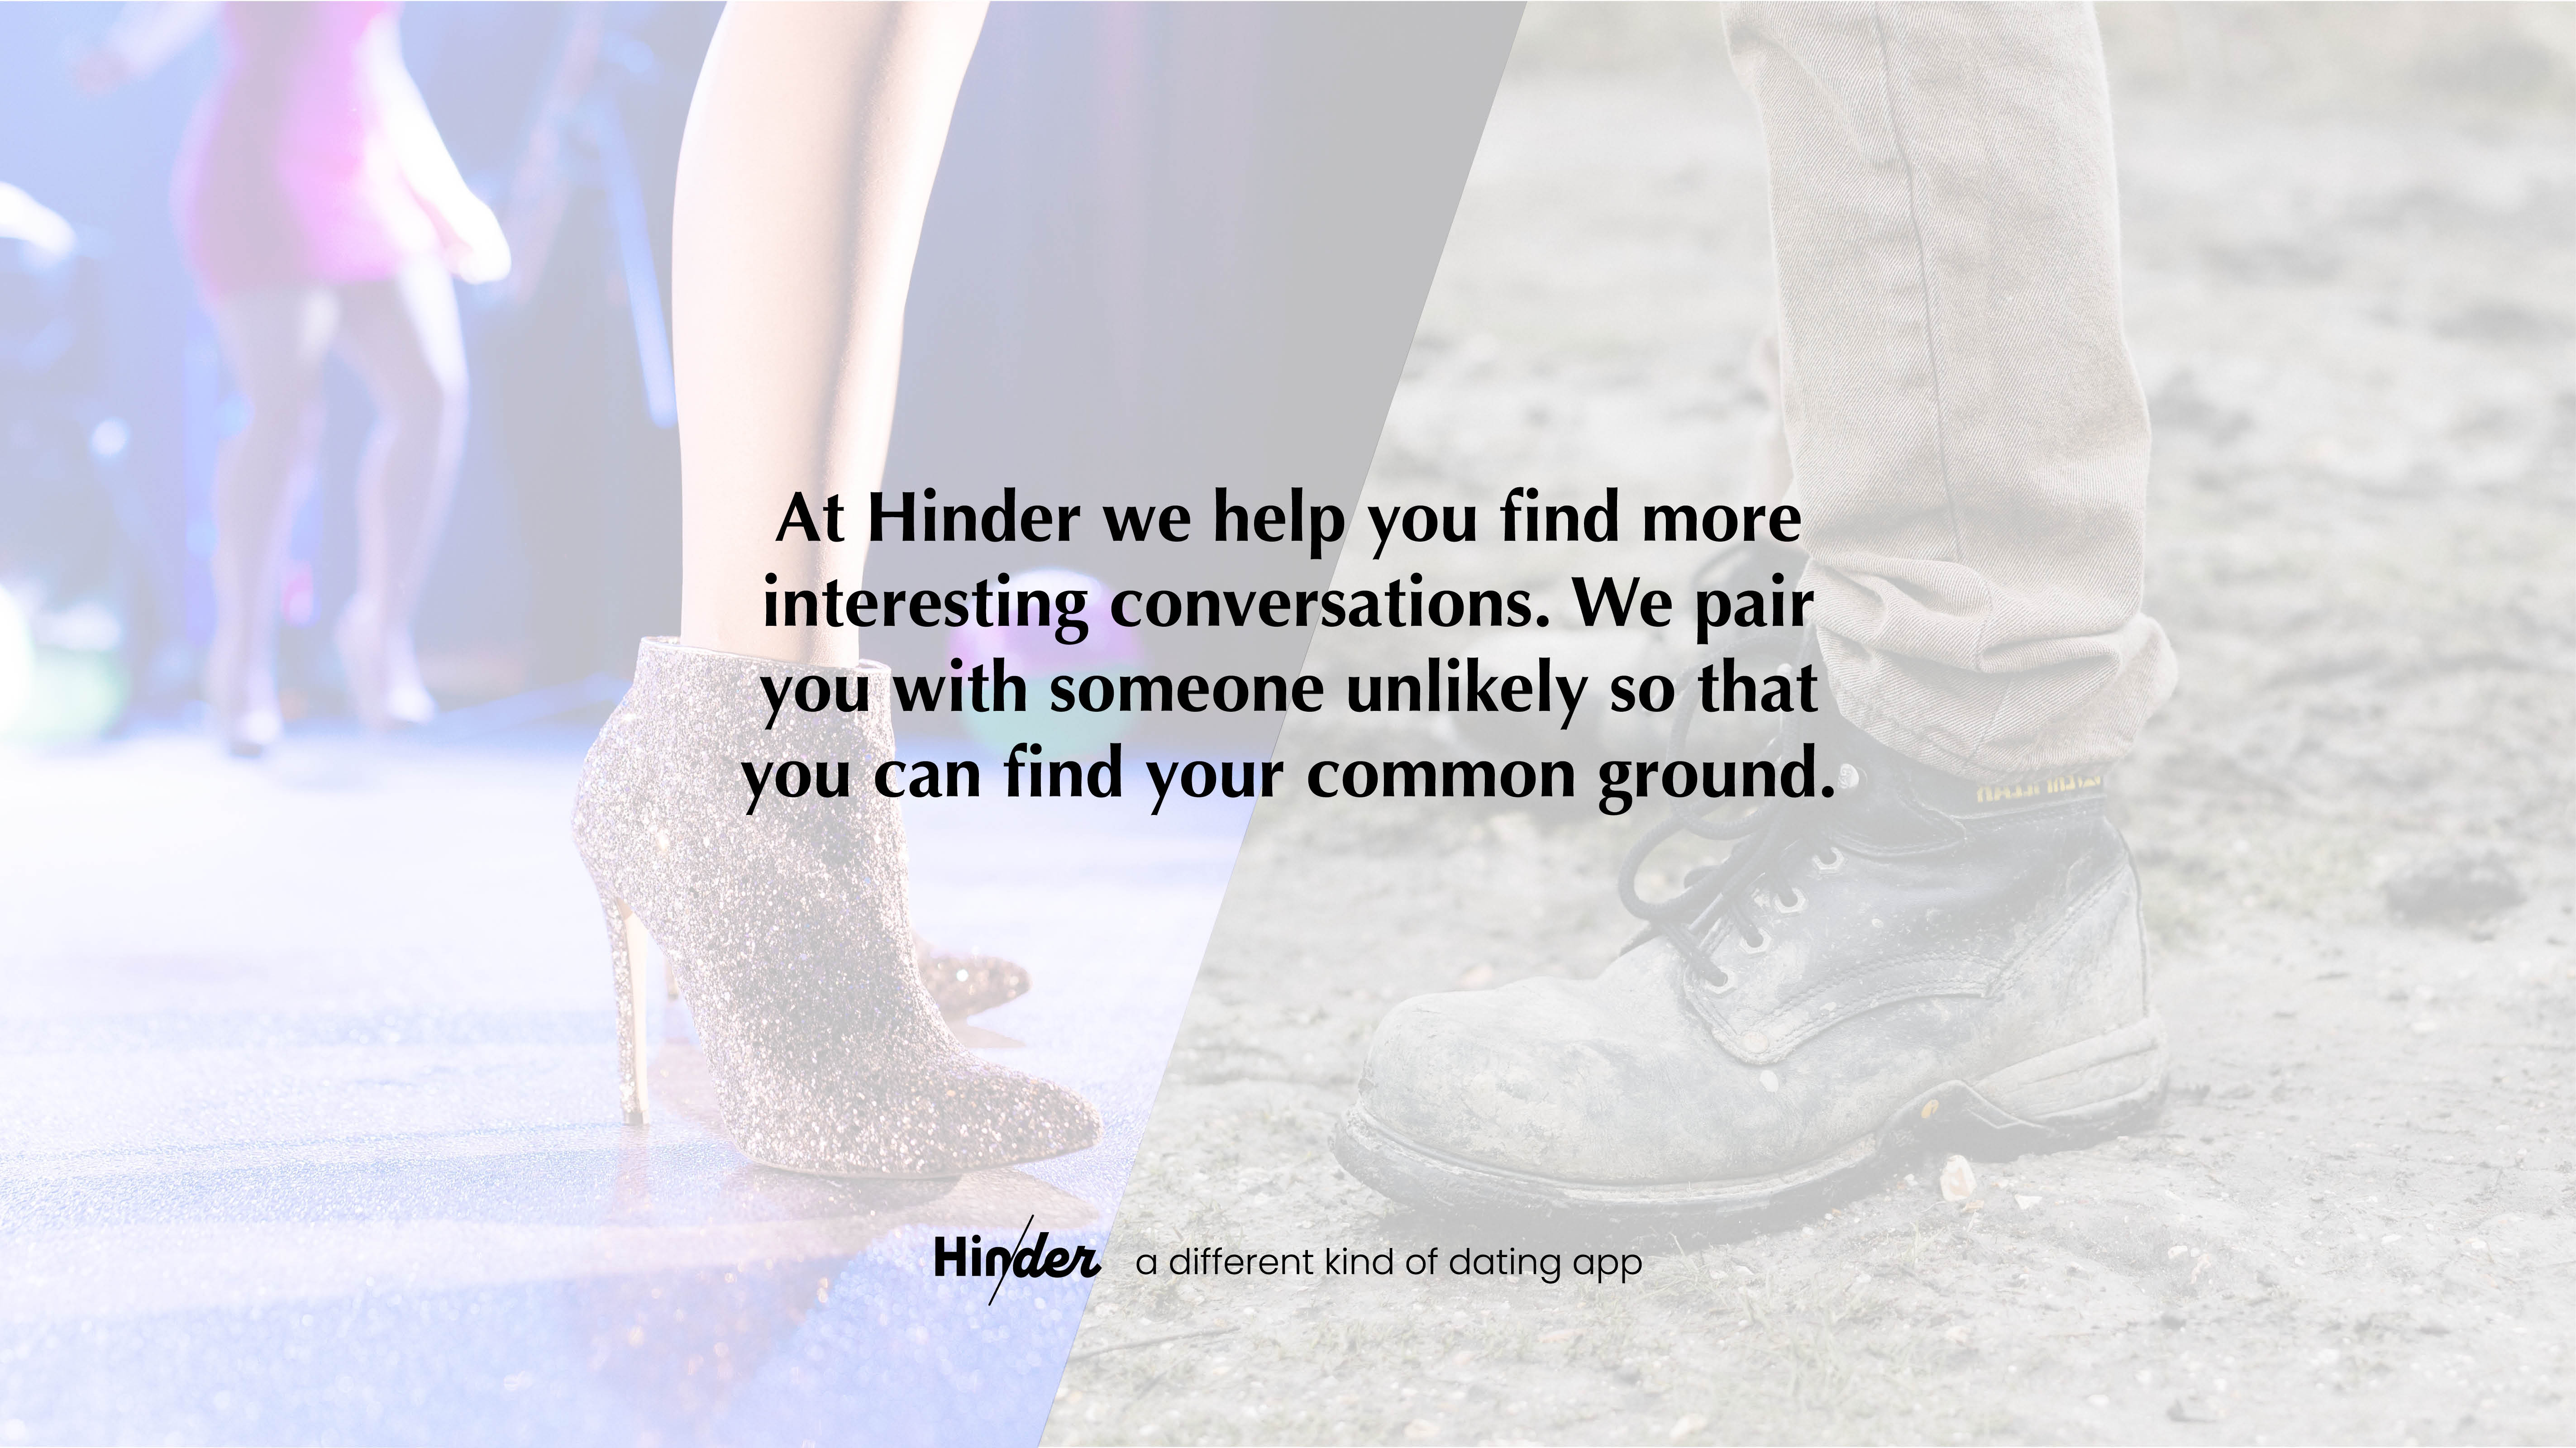 At Hinder we help you find more
interesting conversations. We pair
you with someone unlikely so that
you can find your common ground.
Hinder a different kind of dating app